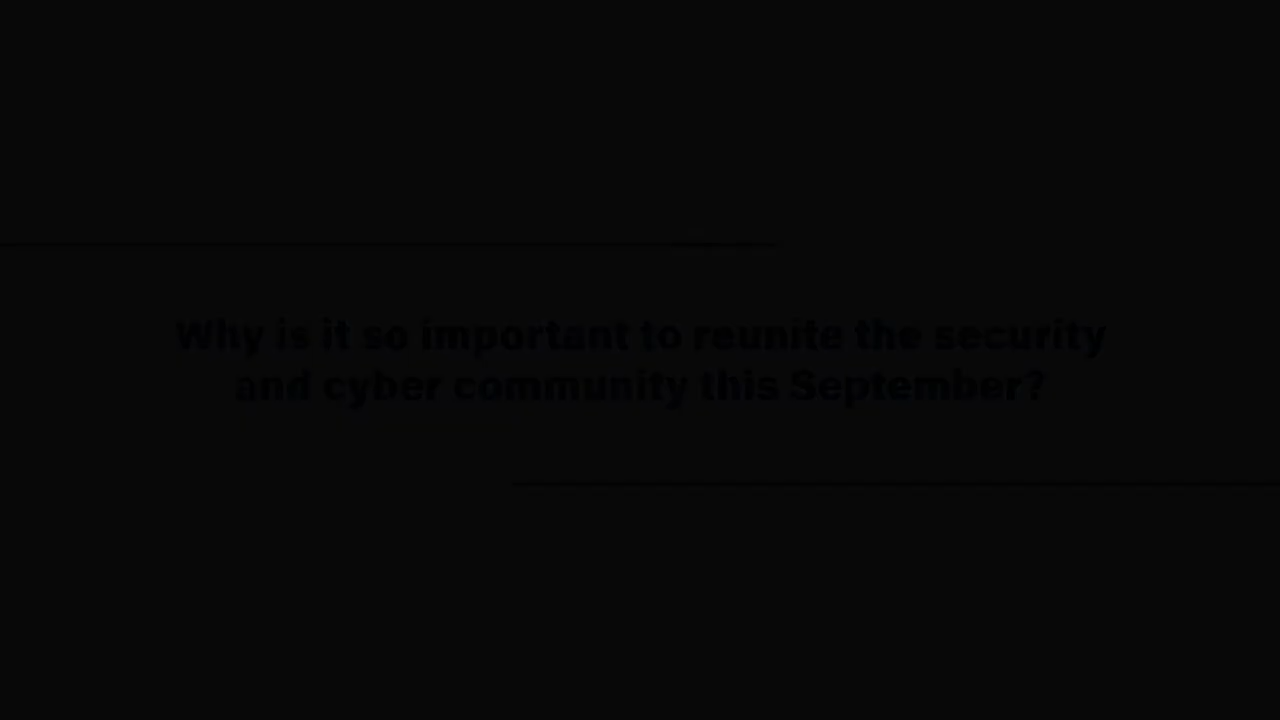 Why is it so important to reunite the security
and cyber community this September?